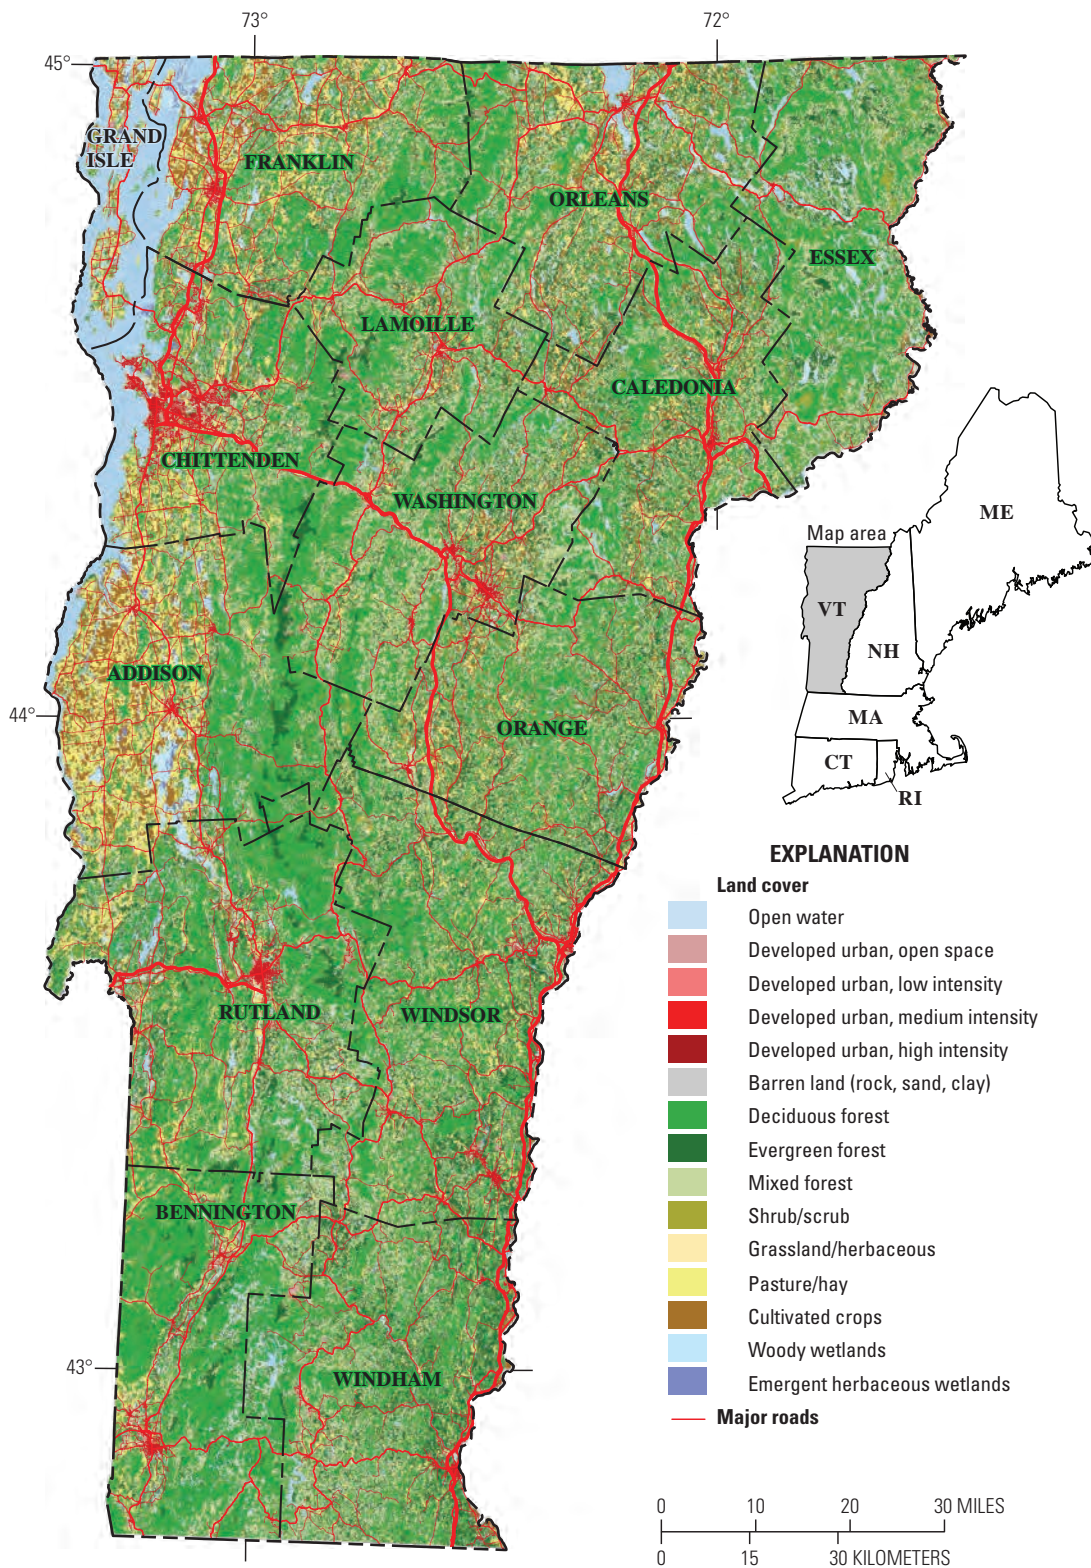 73°
72°
45°
GRAND
ISLE
FRANKLIN
ORLEANS
ESSEX
LAMOILLE
CALEDONIA
CHITTENDEN
WASHINGTON
ME
Map area
VT
NH
ADDISON
44°
ORANGE
MA
CT
RI
EXPLANATION
Land cover
Open water
Developed urban, open space
Developed urban, low intensity
RUTLAND
WINDSOR
Developed urban, medium intensity
Developed urban, high intensity
Barren land (rock, sand, clay)
Deciduous forest
Evergreen forest
Mixed forest
BENNINGTON
Shrub/scrub
Grassland/herbaceous
Pasture/hay
Cultivated crops
Woody wetlands
43°
WINDHAM
Emergent herbaceous wetlands
Major roads
0 10 20 30 MILES
0 15 30 KILOMETERS